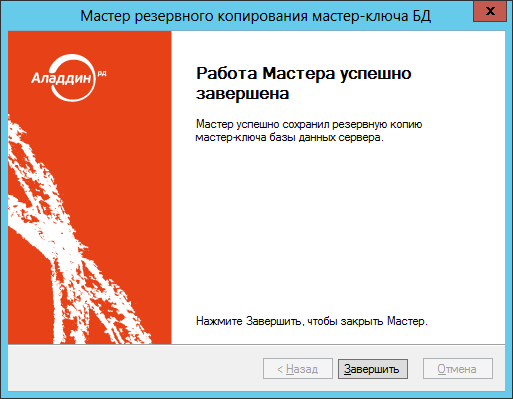 Мастер резервного копирования мастер-ключа БД
x
Аладдин РД
Работа Мастера успешно
завершена
Мастер успешно сохранил резервную копию
мастер-ключа базы данных сервера.
Нажмите Завершить, чтобы закрыть Мастер.
< Назад Завершить Отмена